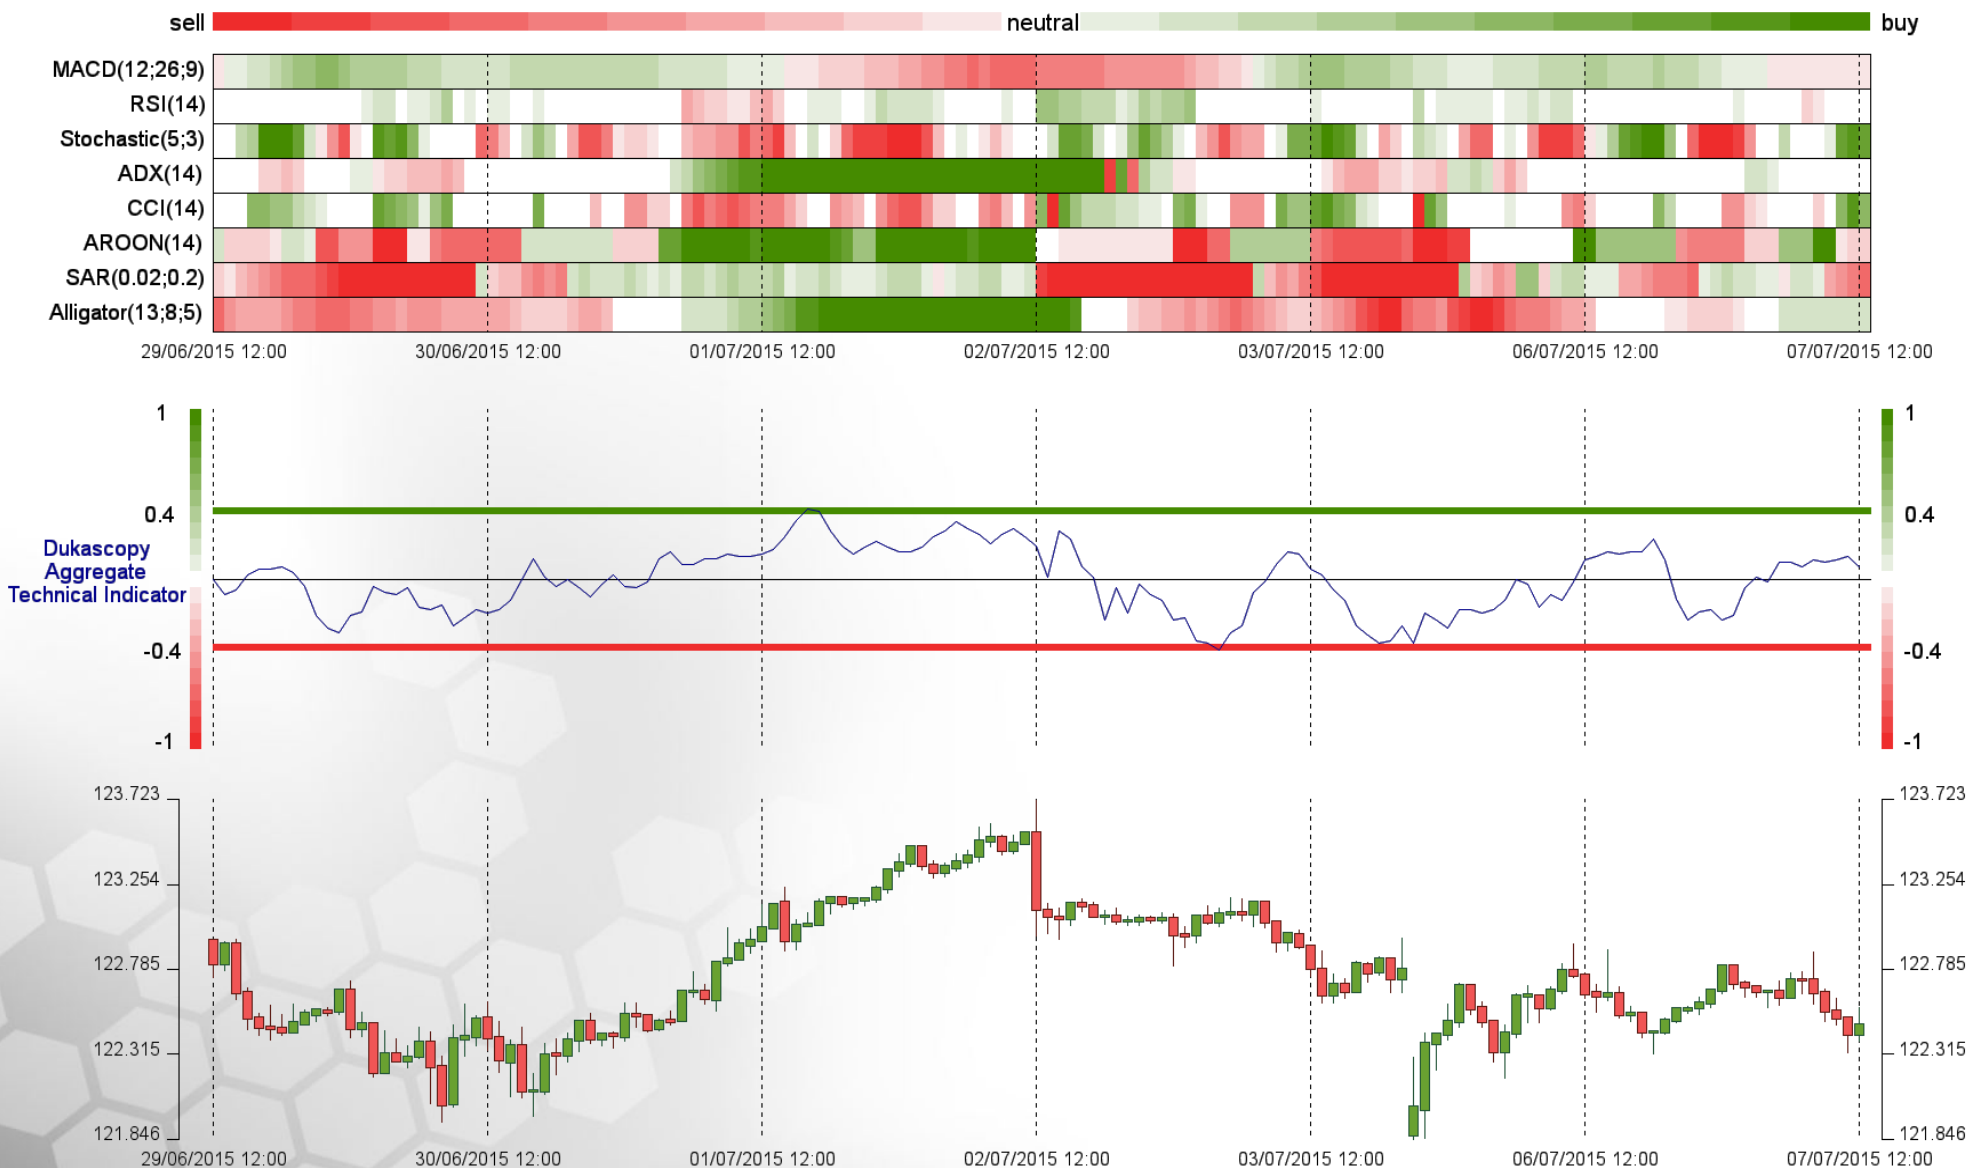 sell neutral buy
MACD(12;26;9)
RSI(14)
Stochastic(5;3)
ADX(14)
CCI(14)
AROON(14)
SAR(0.02;0.2)
Alligator(13;8;5)
29/06/2015 12:00 30/06/2015 12:00 01/07/2015 12:00 02/07/2015 12:00 03/07/2015 12:00 06/07/2015 12:00 07/07/2015 12:00
1 1
0.4 0.4
Dukascopy
Aggregate
Technical Indicator
-0.4 -0.4
-1 -1
123.723 123.723
123.254 123.254
122.785 122.785
122.315 122.315
121.846 121.846
29/06/2015 12:00 30/06/2015 12:00 01/07/2015 12:00 02/07/2015 12:00 03/07/2015 12:00 06/07/2015 12:00 07/07/2015 12:00